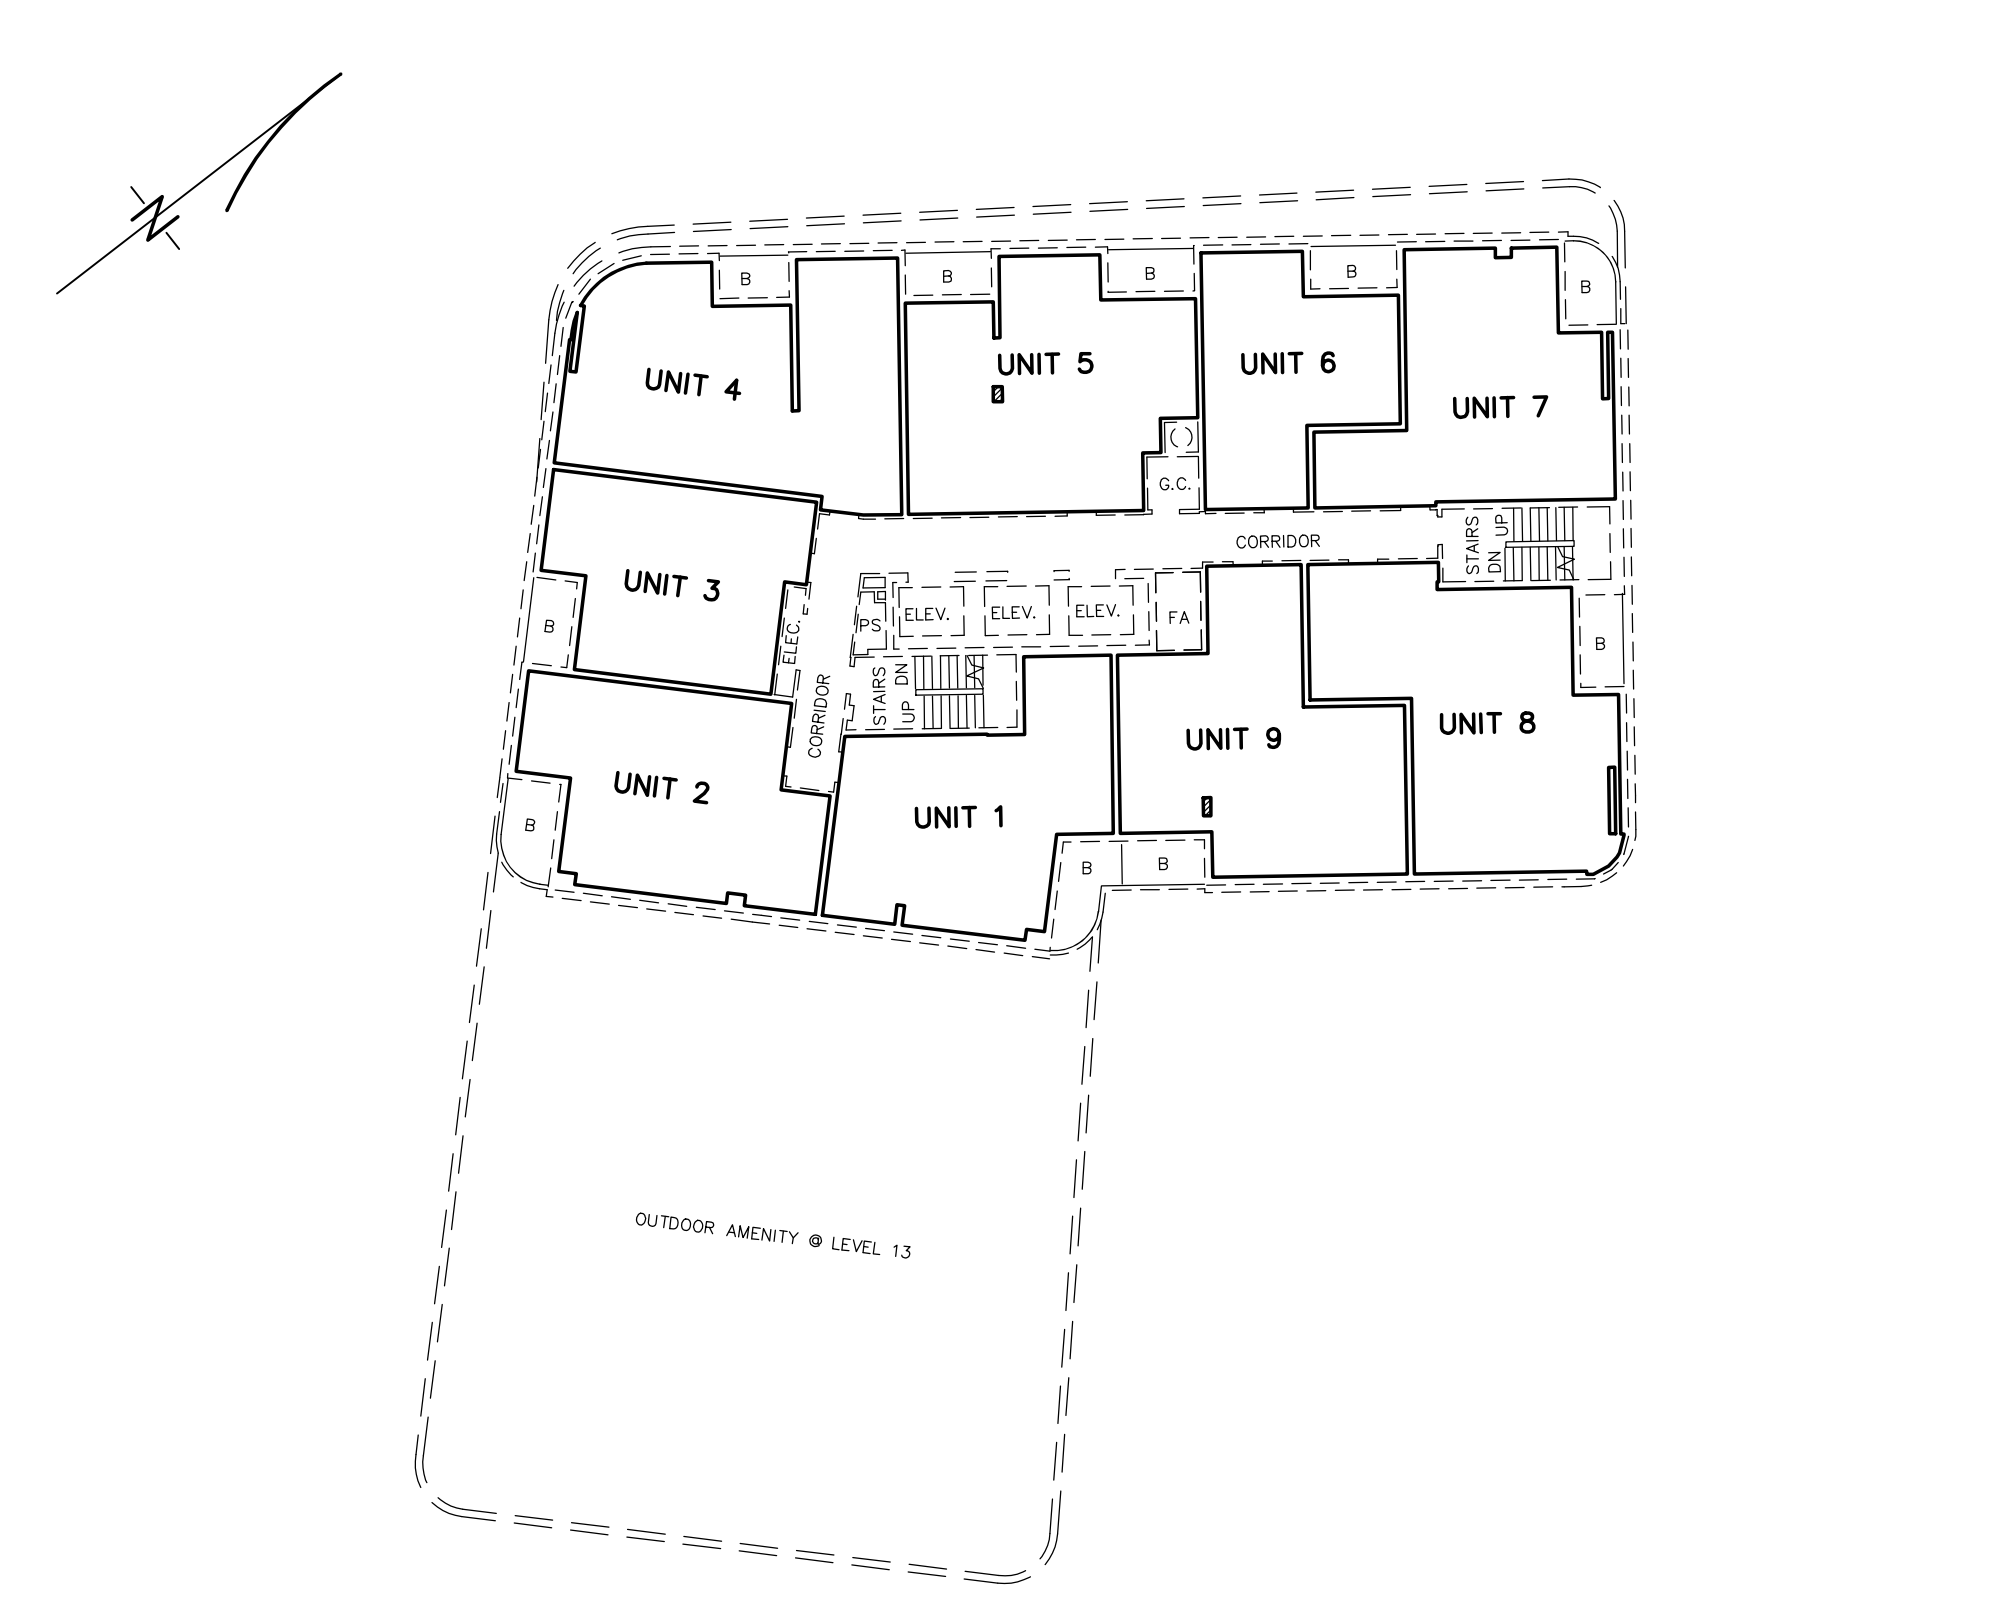 N
B
B
B
B
B
UNIT 4
UNIT 5
UNIT 6
UNIT 7
G.C.
CORRIDOR
STAIRS
DN
UP
UNIT 3
B
ELEC.
PS
ELEV.
ELEV.
ELEV.
FA
B
STAIRS
UP
DN
CORRIDOR
UNIT 2
UNIT 1
UNIT 9
UNIT 8
B
B
B
OUTDOOR AMENITY @ LEVEL 13